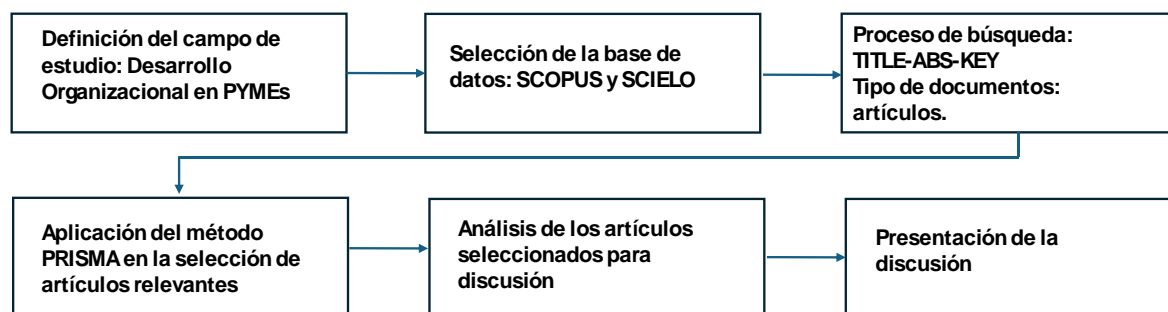 Definición del campo de
estudio: Desarrollo
Organizacional en PYMEs
Selección de la base de
datos: SCOPUS y SCIELO
Proceso de búsqueda:
TITLE-ABS-KEY
Tipo de documentos:
artículos.
Aplicación del método
PRISMA en la selección de
artículos relevantes
Análisis de los artículos
seleccionados para
discusión
Presentación de la
discusión